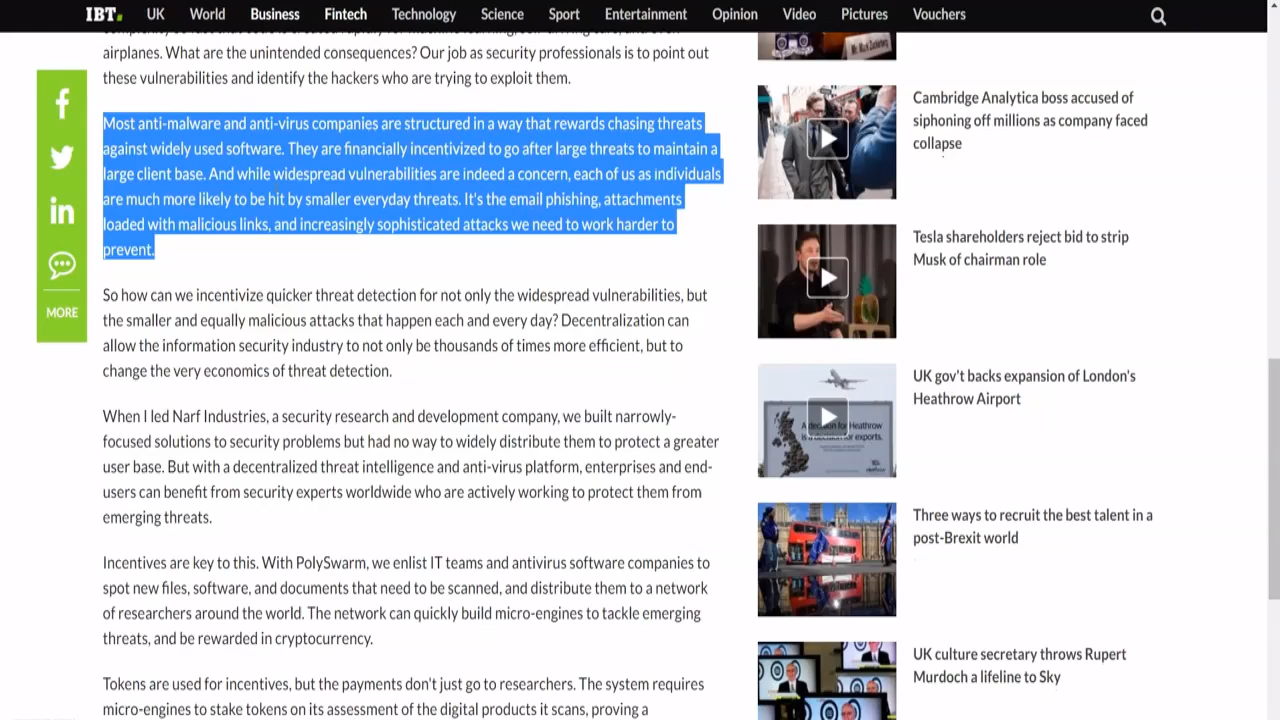 IBT UK World Business Fintech Technology Science Sport Entertainment Opinion Video Pictures Vouchers
airplanes. What are the unintended consequences? Our job as security professionals is to point out
these vulnerabilities and identify the hackers who are trying to exploit them.
Most anti-malware and anti-virus companies are structured in a way that rewards chasing threats
against widely used software. They are financially incentivized to go after large threats to maintain a
large client base. And while widespread vulnerabilities are indeed a concern, each of us as individuals
are much more likely to be hit by smaller everyday threats. It's the email phishing, attachments
loaded with malicious links, and increasingly sophisticated attacks we need to work harder to
prevent.
So how can we incentivize quicker threat detection for not only the widespread vulnerabilities, but
the smaller and equally malicious attacks that happen each and every day? Decentralization can
allow the information security industry to not only be thousands of times more efficient, but to
change the very economics of threat detection.
When I led Narf Industries, a security research and development company, we built narrowly-
focused solutions to security problems but had no way to widely distribute them to protect a greater
user base. But with a decentralized threat intelligence and anti-virus platform, enterprises and end-
users can benefit from security experts worldwide who are actively working to protect them from
emerging threats.
Incentives are key to this. With PolySwarm, we enlist IT teams and antivirus software companies to
spot new files, software, and documents that need to be scanned, and distribute them to a network
of researchers around the world. The network can quickly build micro-engines to tackle emerging
threats, and be rewarded in cryptocurrency.
Tokens are used for incentives, but the payments don't just go to researchers. The system requires
micro-engines to stake tokens on its assessment of the digital products it scans, proving a
MORE
Mr. Mark Zuckerberg
Cambridge Analytica boss accused of
siphoning off millions as company faced
collapse
Tesla shareholders reject bid to strip
Musk of chairman role
UK gov't backs expansion of London's
Heathrow Airport
Three ways to recruit the best talent in a
post-Brexit world
UK culture secretary throws Rupert
Murdoch a lifeline to Sky